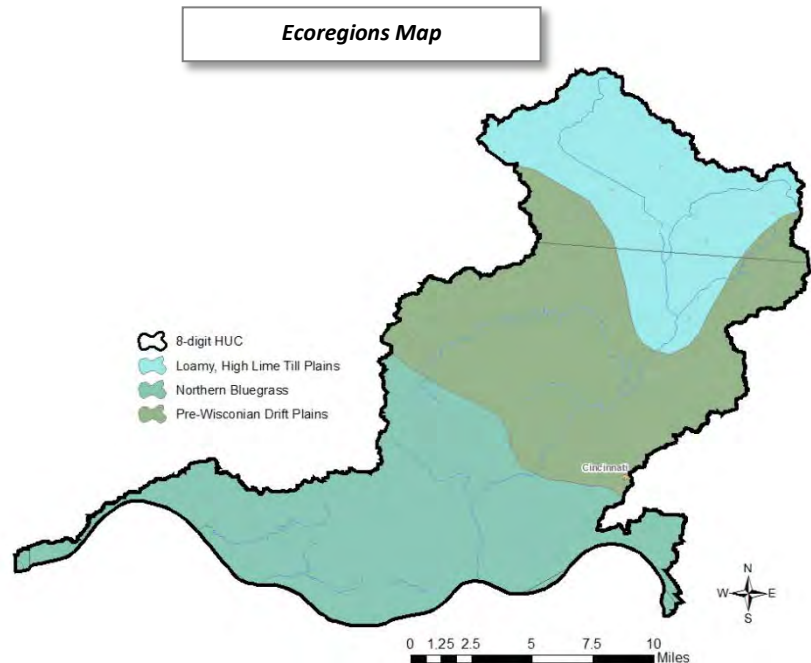 Ecoregions Map
8-digit HUC
Loamy, High Lime Till Plains
Northern Bluegrass
Pre-Wisconian Drift Plains
Cincinnati
N
W E
S
0 1.25 2.5 5 7.5 10
Miles